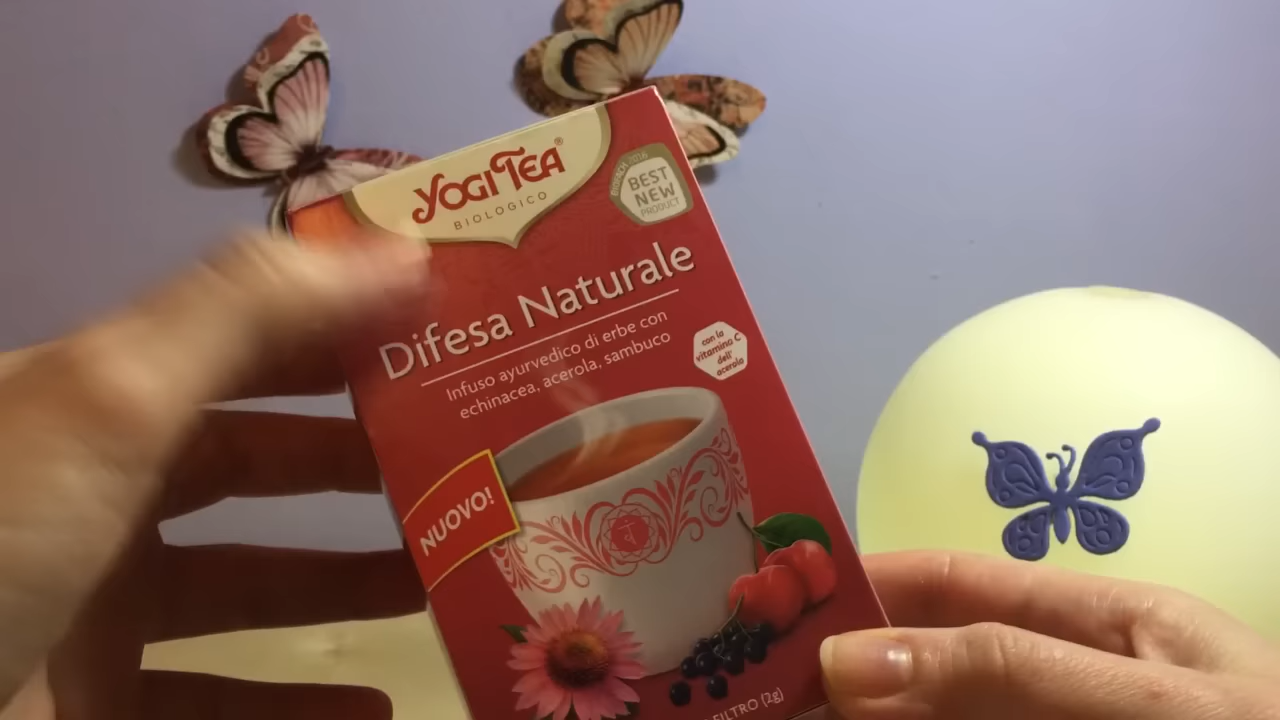 YOGI TEA®
BIOLOGICO
2016
BEST
NEW
PRODUCT
Difesa Naturale
Infuso ayurvedico di erbe con
echinacea, acerola, sambuco
con la
vitamina C
dell'
acerola
NUOVO!
FILTRO (2g)